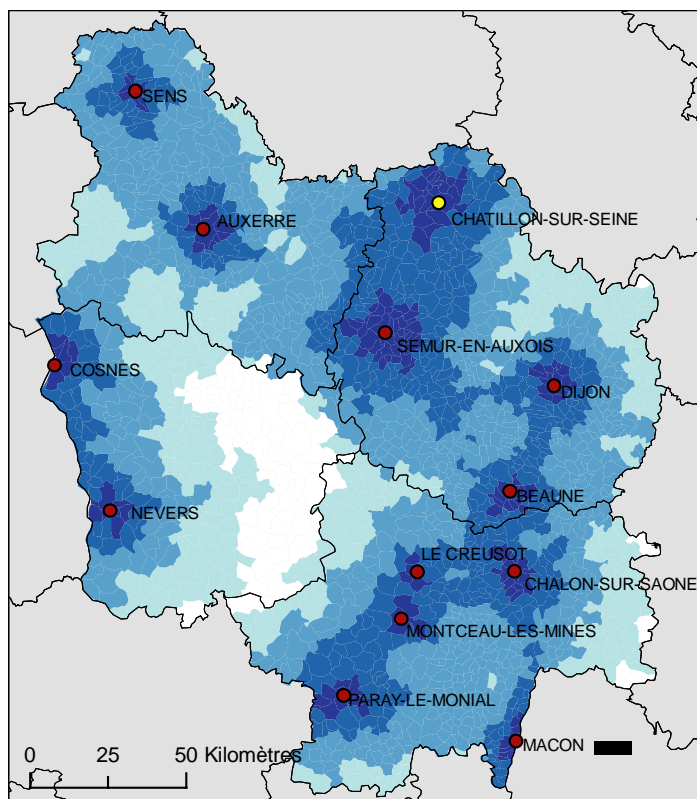 SENS
AUXERRE
CHATILLON-SUR-SEINE
SEMUR-EN-AUXOIS
COSNES
DIJON
BEAUNE
NEVERS
LE CREUSOT
CHALON-SUR-SAONE
MONTCEAU-LES-MINES
PARAY-LE-MONIAL
MACON
0 25 50 Kilomètres